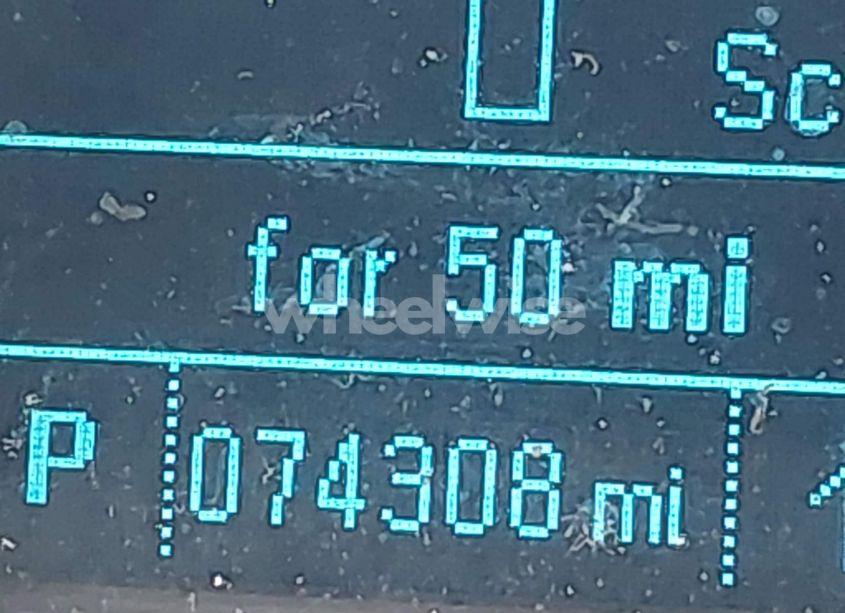 Sc
for 50 mi
wheelwise
P 074308 mi